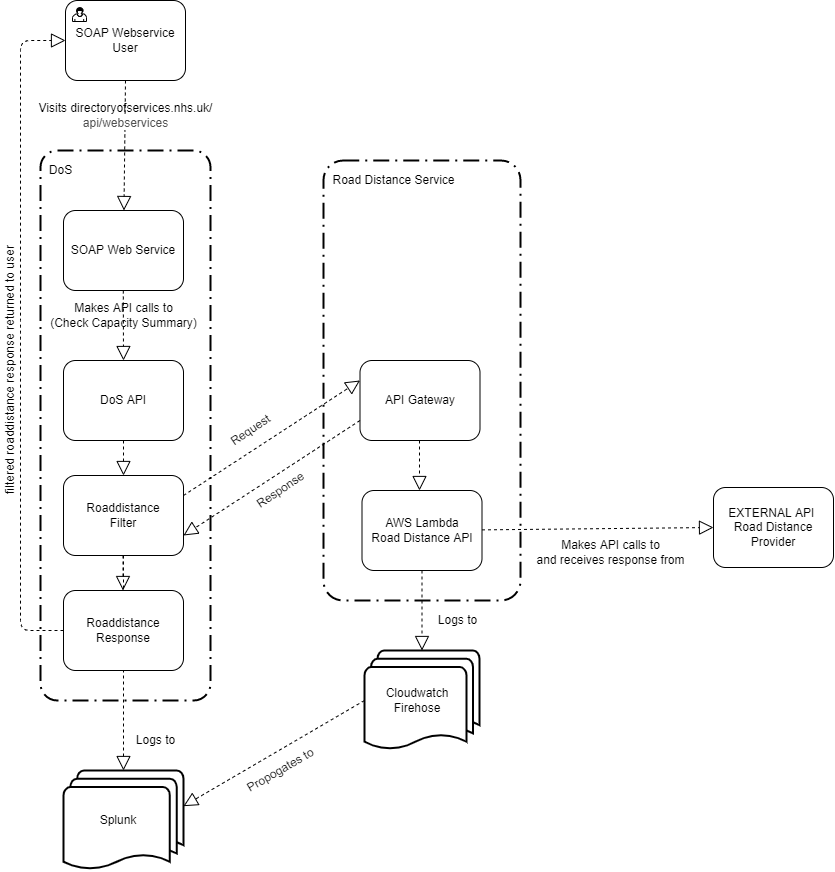 SOAP Webservice
User
Visits directoryofservices.nhs.uk/
api/webservices
DoS
SOAP Web Service
Makes API calls to
(Check Capacity Summary)
DoS API
Roaddistance
Filter
Roaddistance
Response
filtered roaddistance response returned to user
Logs to
Splunk
Road Distance Service
Request
Response
API Gateway
AWS Lambda
Road Distance API
Makes API calls to
and receives response from
EXTERNAL API
Road Distance
Provider
Logs to
Cloudwatch
Firehose
Propogates to